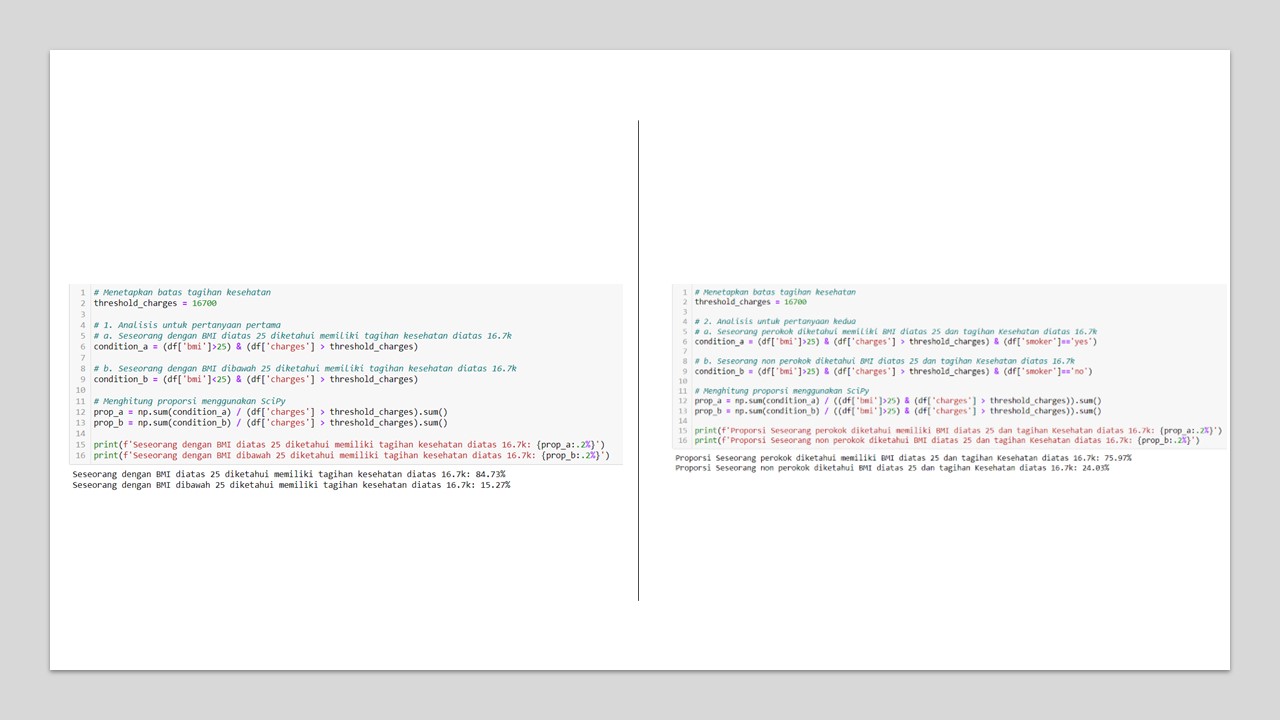 1 # Menetapkan batas tagihan kesehatan
2 threshold_charges = 16700
3
4 # 1. Analisis untuk pertanyaan pertama
5 # a. Seseorang dengan BMI diatas 25 diketahui memiliki tagihan kesehatan diatas 16.7k
6 condition_a = (df['bmi']>25) & (df['charges'] > threshold_charges)
7
8 # b. Seseorang dengan BMI dibawah 25 diketahui memiliki tagihan kesehatan diatas 16.7k
9 condition_b = (df['bmi']<25) & (df['charges'] > threshold_charges)
10
11 # Menghitung proporsi menggunakan SciPy
12 prop_a = np.sum(condition_a) / (df['charges'] > threshold_charges).sum()
13 prop_b = np.sum(condition_b) / (df['charges'] > threshold_charges).sum()
14
15 print(f'Seseorang dengan BMI diatas 25 diketahui memiliki tagihan kesehatan diatas 16.7k: {prop_a:.2%}')
16 print(f'Seseorang dengan BMI dibawah 25 diketahui memiliki tagihan kesehatan diatas 16.7k: {prop_b:.2%}')
Seseorang dengan BMI diatas 25 diketahui memiliki tagihan kesehatan diatas 16.7k: 84.73%
Seseorang dengan BMI dibawah 25 diketahui memiliki tagihan kesehatan diatas 16.7k: 15.27%
1 # Menetapkan batas tagihan kesehatan
2 threshold_charges = 16700
3
4 # 2. Analisis untuk pertanyaan kedua
5 # a. Seseorang perokok diketahui memiliki BMI diatas 25 dan tagihan Kesehatan diatas 16.7k
6 condition_a = (df['bmi']>25) & (df['charges'] > threshold_charges) & (df['smoker']=='yes')
7
8 # b. Seseorang non perokok diketahui BMI diatas 25 dan tagihan Kesehatan diatas 16.7k
9 condition_b = (df['bmi']>25) & (df['charges'] > threshold_charges) & (df['smoker']=='no')
10
11 # Menghitung proporsi menggunakan SciPy
12 prop_a = np.sum(condition_a) / ((df['bmi']>25) & (df['charges'] > threshold_charges)).sum()
13 prop_b = np.sum(condition_b) / ((df['bmi']>25) & (df['charges'] > threshold_charges)).sum()
14
15 print(f'Proporsi Seseorang perokok diketahui memiliki BMI diatas 25 dan tagihan Kesehatan diatas 16.7k: {prop_a:.2%}')
16 print(f'Proporsi Seseorang non perokok diketahui BMI diatas 25 dan tagihan Kesehatan diatas 16.7k: {prop_b:.2%}')
Proporsi Seseorang perokok diketahui memiliki BMI diatas 25 dan tagihan Kesehatan diatas 16.7k: 75.97%
Proporsi Seseorang non perokok diketahui BMI diatas 25 dan tagihan Kesehatan diatas 16.7k: 24.03%